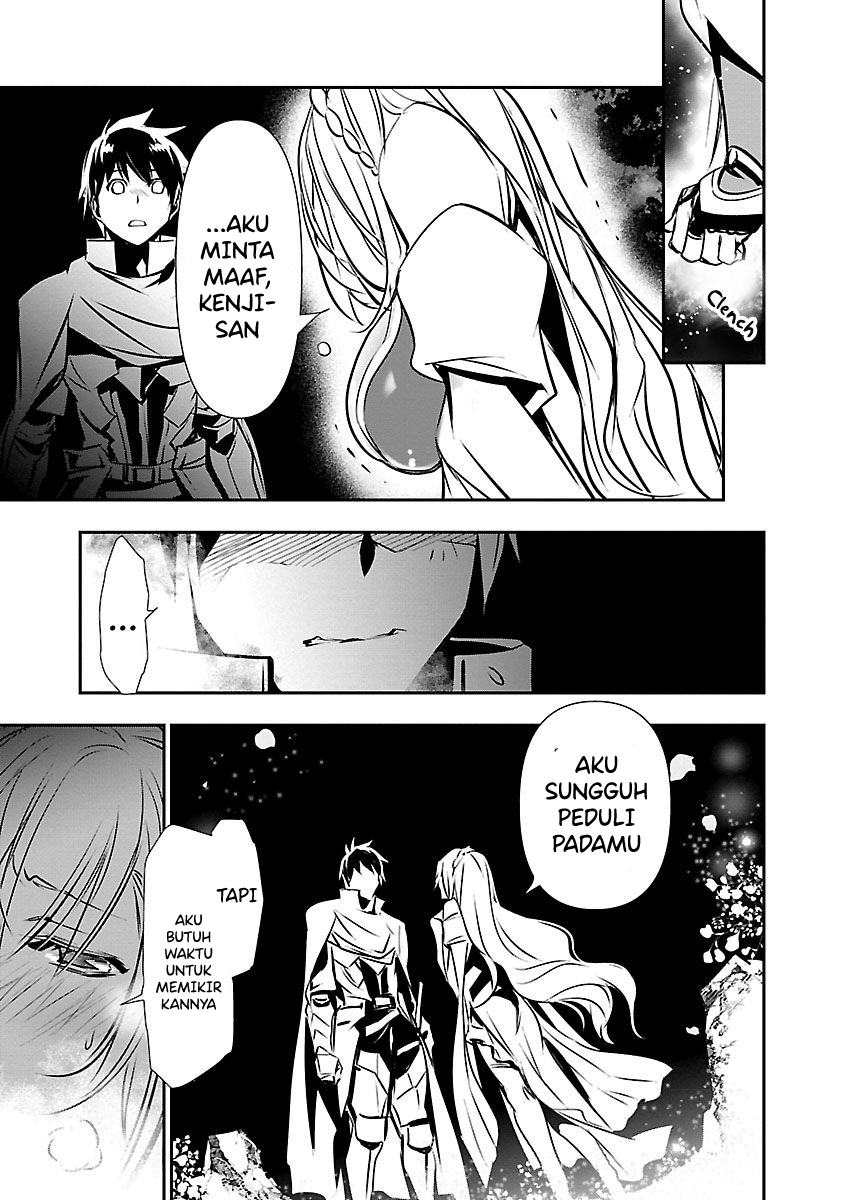 Clench
...AKU
MINTA
MAAF,
KENJI-
SAN
...
AKU
SUNGGUH
PEDULI
PADAMU
TAPI
AKU
BUTUH
WAKTU
UNTUK
MEMIKIR
KANNYA